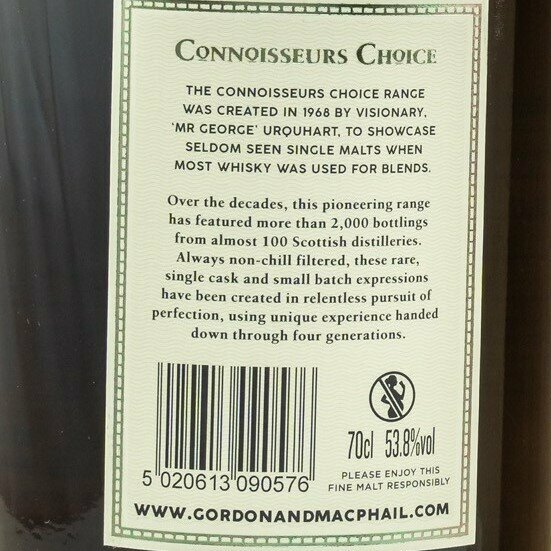 CONNOISSEURS CHOICE
THE CONNOISSEURS CHOICE RANGE
WAS CREATED IN 1968 BY VISIONARY,
'MR GEORGE' URQUHART, TO SHOWCASE
SELDOM SEEN SINGLE MALTS WHEN
MOST WHISKY WAS USED FOR BLENDS.
Over the decades, this pioneering range
has featured more than 2,000 bottlings
from almost 100 Scottish distilleries.
Always non-chill filtered, these rare,
single cask and small batch expressions
have been created in relentless pursuit of
perfection, using unique experience handed
down through four generations.
70cl 53.8%vol
5 020613 090576
PLEASE ENJOY THIS
FINE MALT RESPONSIBLY
WWW.GORDONANDMACPHAIL.COM